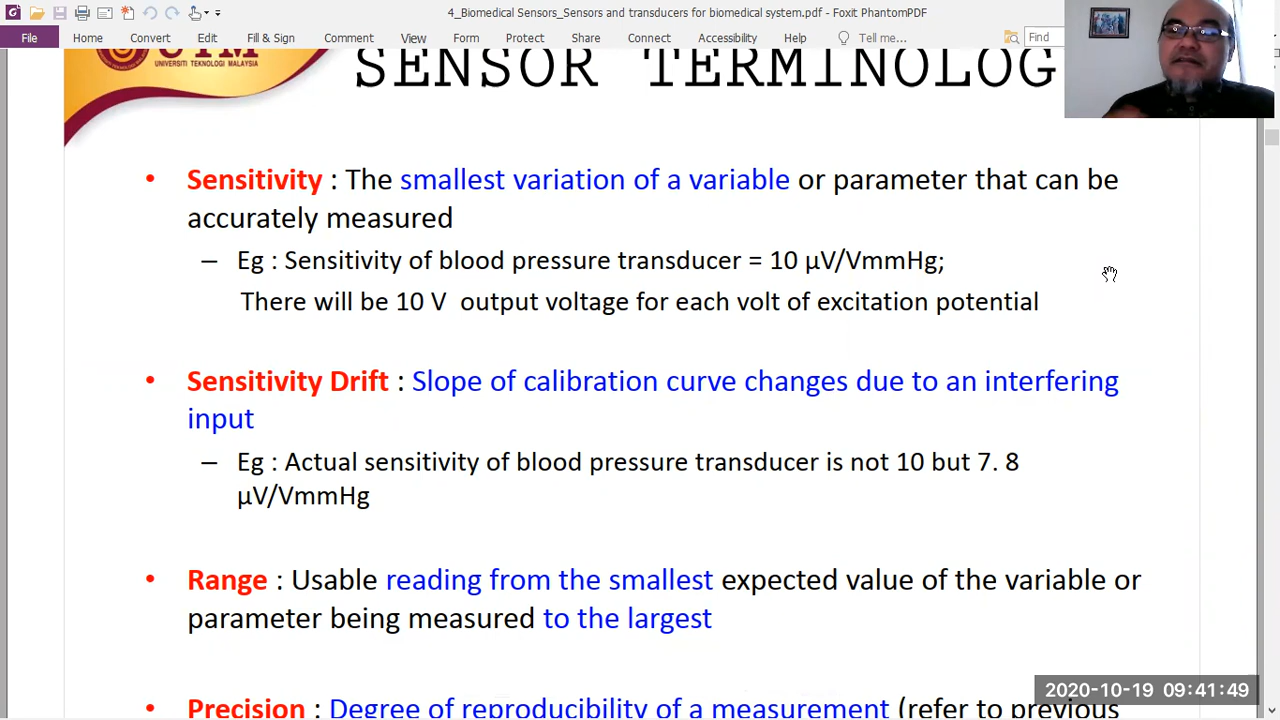 4_Biomedical Sensors_Sensors and transducers for biomedical system.pdf - Foxit PhantomPDF
File Home Convert Edit Fill & Sign Comment View Form Protect Share Connect Accessibility Help Tell me... Find
UNIVERSITI TEKNOLOGI MALAYSIA
SENSOR TERMINOLOG
• Sensitivity : The smallest variation of a variable or parameter that can be
accurately measured
– Eg : Sensitivity of blood pressure transducer = 10 µV/VmmHg;
There will be 10 V output voltage for each volt of excitation potential
• Sensitivity Drift : Slope of calibration curve changes due to an interfering
input
– Eg : Actual sensitivity of blood pressure transducer is not 10 but 7. 8
µV/VmmHg
• Range : Usable reading from the smallest expected value of the variable or
parameter being measured to the largest
• Precision : Degree of reproducibility of a measurement (refer to previous
2020-10-19 09:41:49